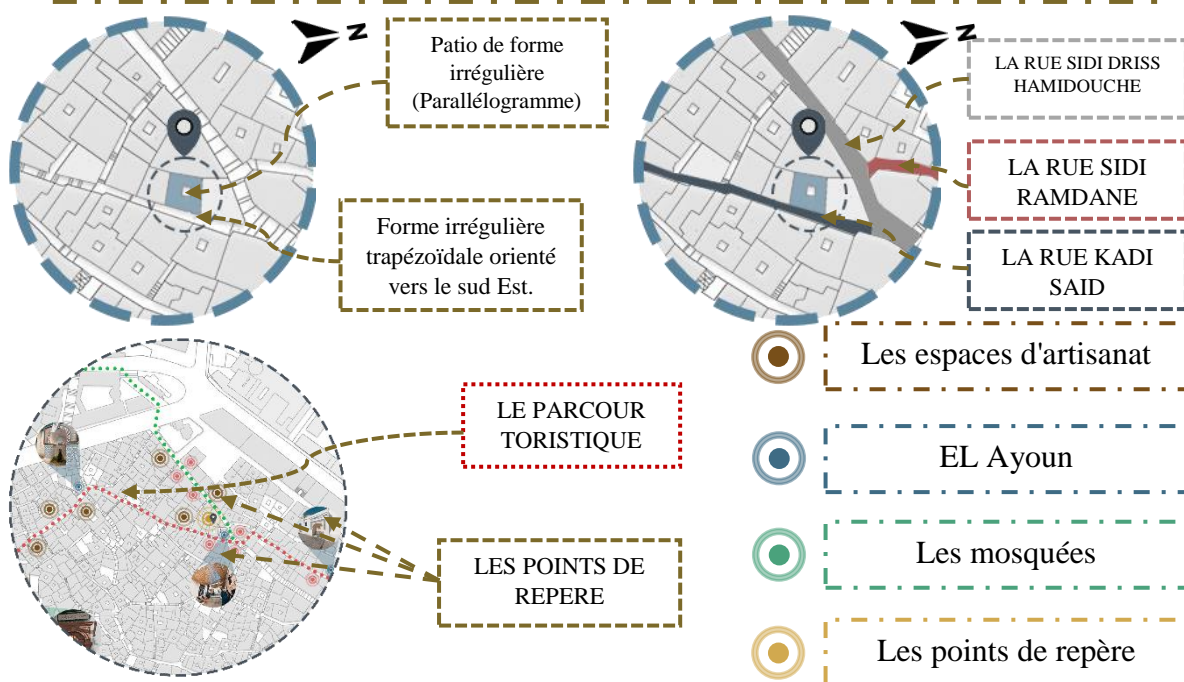 N
Patio de forme
irrégulière
(Parallélogramme)
Forme irrégulière
trapézoïdale orienté
vers le sud Est.
N
LA RUE SIDI DRISS
HAMIDOUCHE
LA RUE SIDI
RAMDANE
LA RUE KADI
SAID
LE PARCOUR
TORISTIQUE
LES POINTS DE
REPERE
Les espaces d'artisanat
EL Ayoun
Les mosquées
Les points de repère